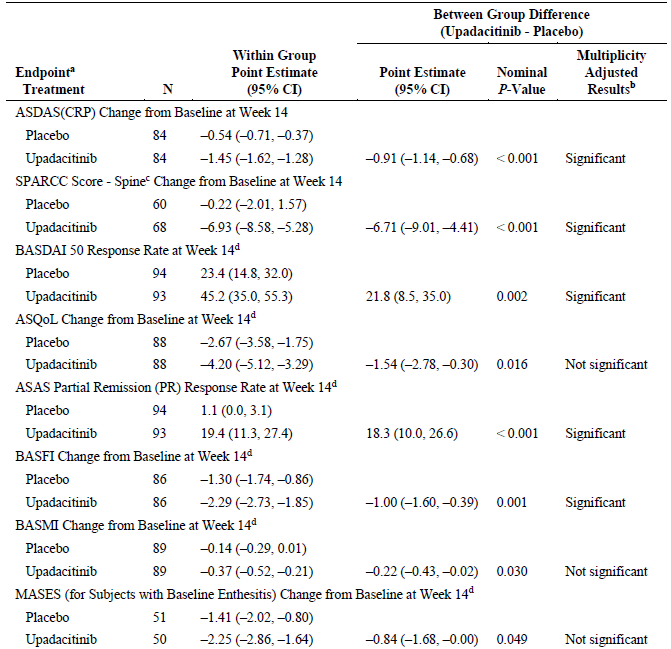 Between Group Difference
(Upadacitinib - Placebo)
Endpointa
Treatment N Within Group
Point Estimate
(95% CI) Point Estimate
(95% CI) Nominal
P-Value Multiplicity
Adjusted
Resultsb
ASDAS(CRP) Change from Baseline at Week 14
Placebo 84 –0.54 (–0.71, –0.37)
Upadacitinib 84 –1.45 (–1.62, –1.28) –0.91 (–1.14, –0.68) < 0.001 Significant
SPARCC Score - Spinec Change from Baseline at Week 14
Placebo 60 –0.22 (–2.01, 1.57)
Upadacitinib 68 –6.93 (–8.58, –5.28) –6.71 (–9.01, –4.41) < 0.001 Significant
BASDAI 50 Response Rate at Week 14d
Placebo 94 23.4 (14.8, 32.0)
Upadacitinib 93 45.2 (35.0, 55.3) 21.8 (8.5, 35.0) 0.002 Significant
ASQoL Change from Baseline at Week 14d
Placebo 88 –2.67 (–3.58, –1.75)
Upadacitinib 88 –4.20 (–5.12, –3.29) –1.54 (–2.78, –0.30) 0.016 Not significant
ASAS Partial Remission (PR) Response Rate at Week 14d
Placebo 94 1.1 (0.0, 3.1)
Upadacitinib 93 19.4 (11.3, 27.4) 18.3 (10.0, 26.6) < 0.001 Significant
BASFI Change from Baseline at Week 14d
Placebo 86 –1.30 (–1.74, –0.86)
Upadacitinib 86 –2.29 (–2.73, –1.85) –1.00 (–1.60, –0.39) 0.001 Significant
BASMI Change from Baseline at Week 14d
Placebo 89 –0.14 (–0.29, 0.01)
Upadacitinib 89 –0.37 (–0.52, –0.21) –0.22 (–0.43, –0.02) 0.030 Not significant
MASES (for Subjects with Baseline Enthesitis) Change from Baseline at Week 14d
Placebo 51 –1.41 (–2.02, –0.80)
Upadacitinib 50 –2.25 (–2.86, –1.64) –0.84 (–1.68, –0.00) 0.049 Not significant